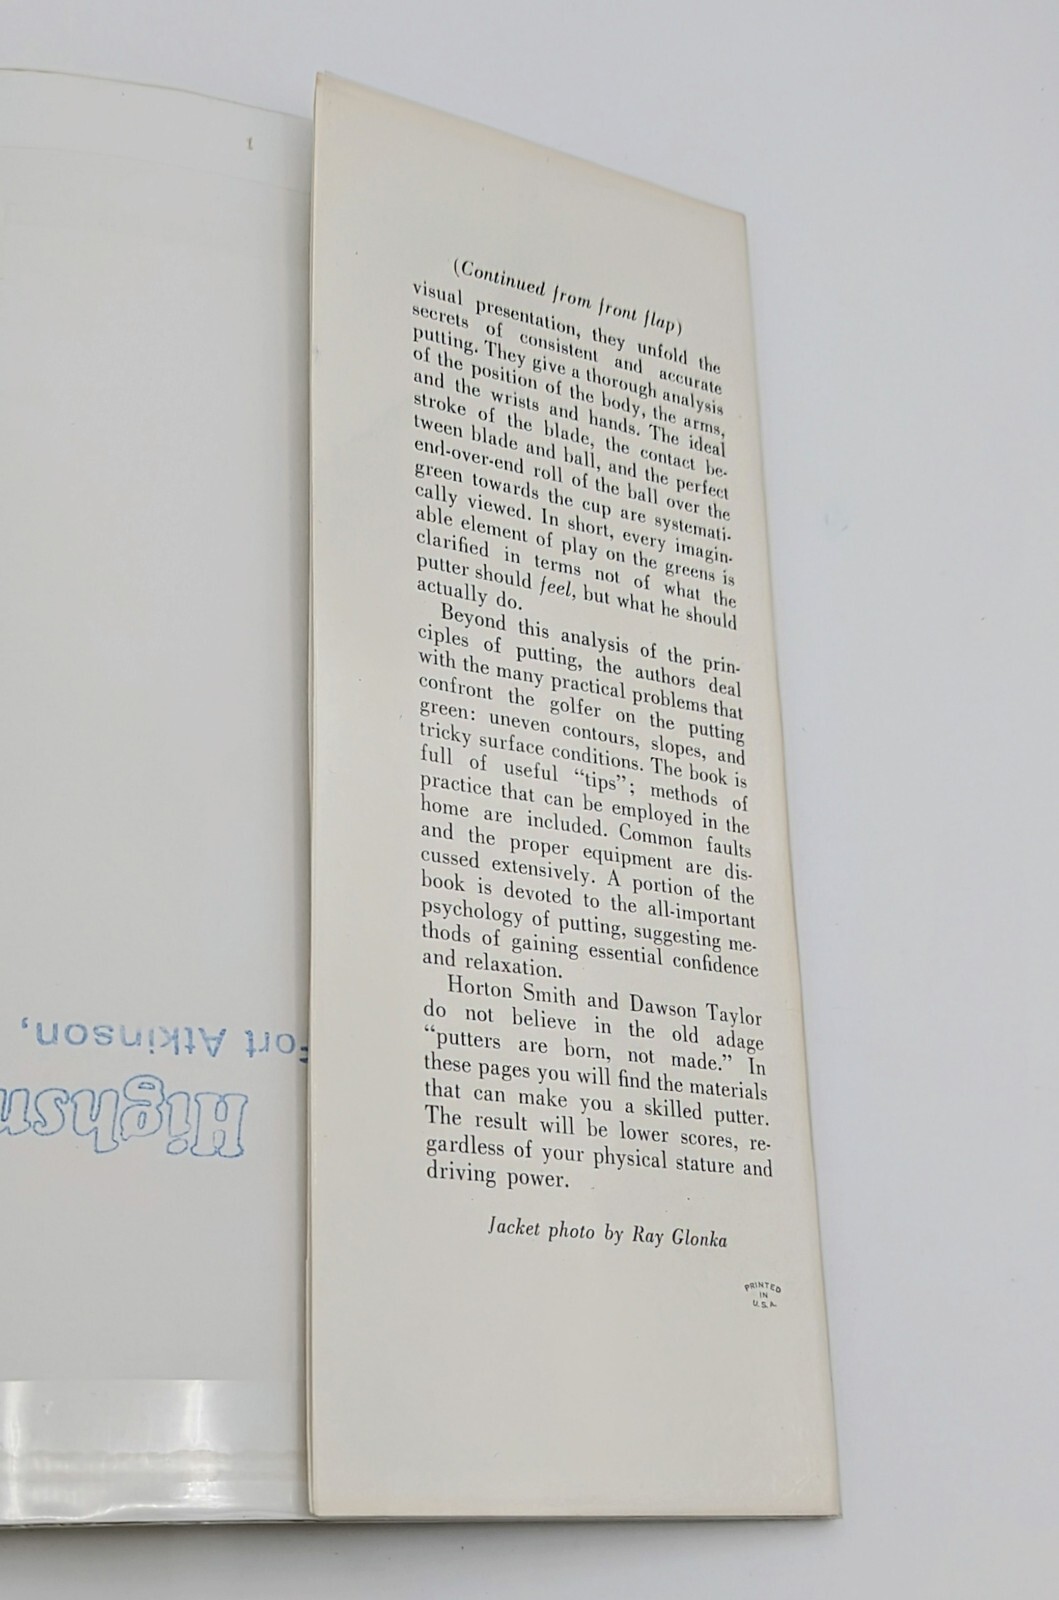 (Continued from front flap)
visual presentation, they unfold the
secrets of consistent and accurate
putting. They give a thorough analysis
of the position of the body, the arms,
and the wrists and hands. The ideal
stroke of the blade, the contact be-
tween blade and ball, and the perfect
end-over-end roll of the ball over the
green towards the cup are systemati-
cally viewed. In short, every imagin-
able element of play on the greens is
clarified in terms not of what the
putter should feel, but what he should
actually do.
Beyond this analysis of the prin-
ciples of putting, the authors deal
with the many practical problems that
confront the golfer on the putting
green: uneven contours, slopes, and
tricky surface conditions. The book is
full of useful “tips”; methods of
practice that can be employed in the
home are included. Common faults
and the proper equipment are dis-
cussed extensively. A portion of the
book is devoted to the all-important
psychology of putting, suggesting me-
thods of gaining essential confidence
and relaxation.
Horton Smith and Dawson Taylor
do not believe in the old adage
“putters are born, not made.” In
these pages you will find the materials
that can make you a skilled putter.
The result will be lower scores, re-
gardless of your physical stature and
driving power.
Jacket photo by Ray Glonka
PRINTED
IN
U.S.A.
Fort Atkinson,